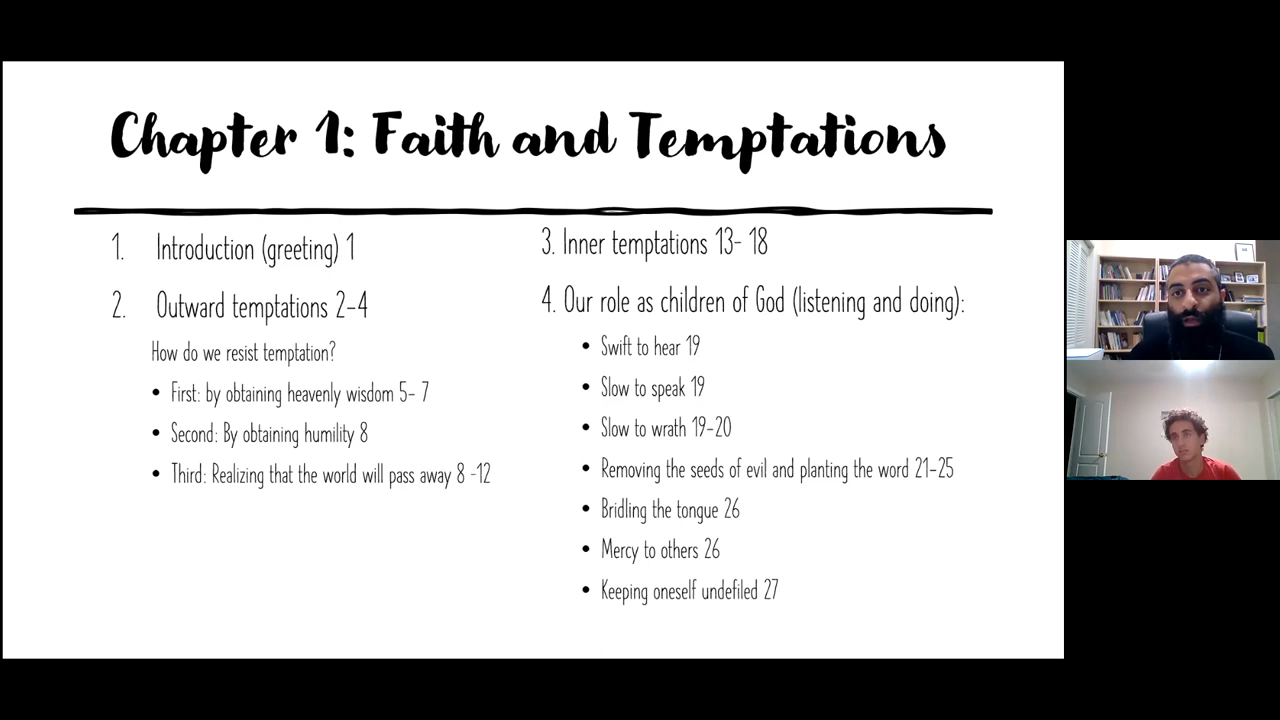 Chapter 1: Faith and Temptations
1. Introduction (greeting) 1
2. Outward temptations 2-4
How do we resist temptation?
• First: by obtaining heavenly wisdom 5- 7
• Second: By obtaining humility 8
• Third: Realizing that the world will pass away 8 -12
3. Inner temptations 13- 18
4. Our role as children of God (listening and doing):
• Swift to hear 19
• Slow to speak 19
• Slow to wrath 19-20
• Removing the seeds of evil and planting the word 21-25
• Bridling the tongue 26
• Mercy to others 26
• Keeping oneself undefiled 27